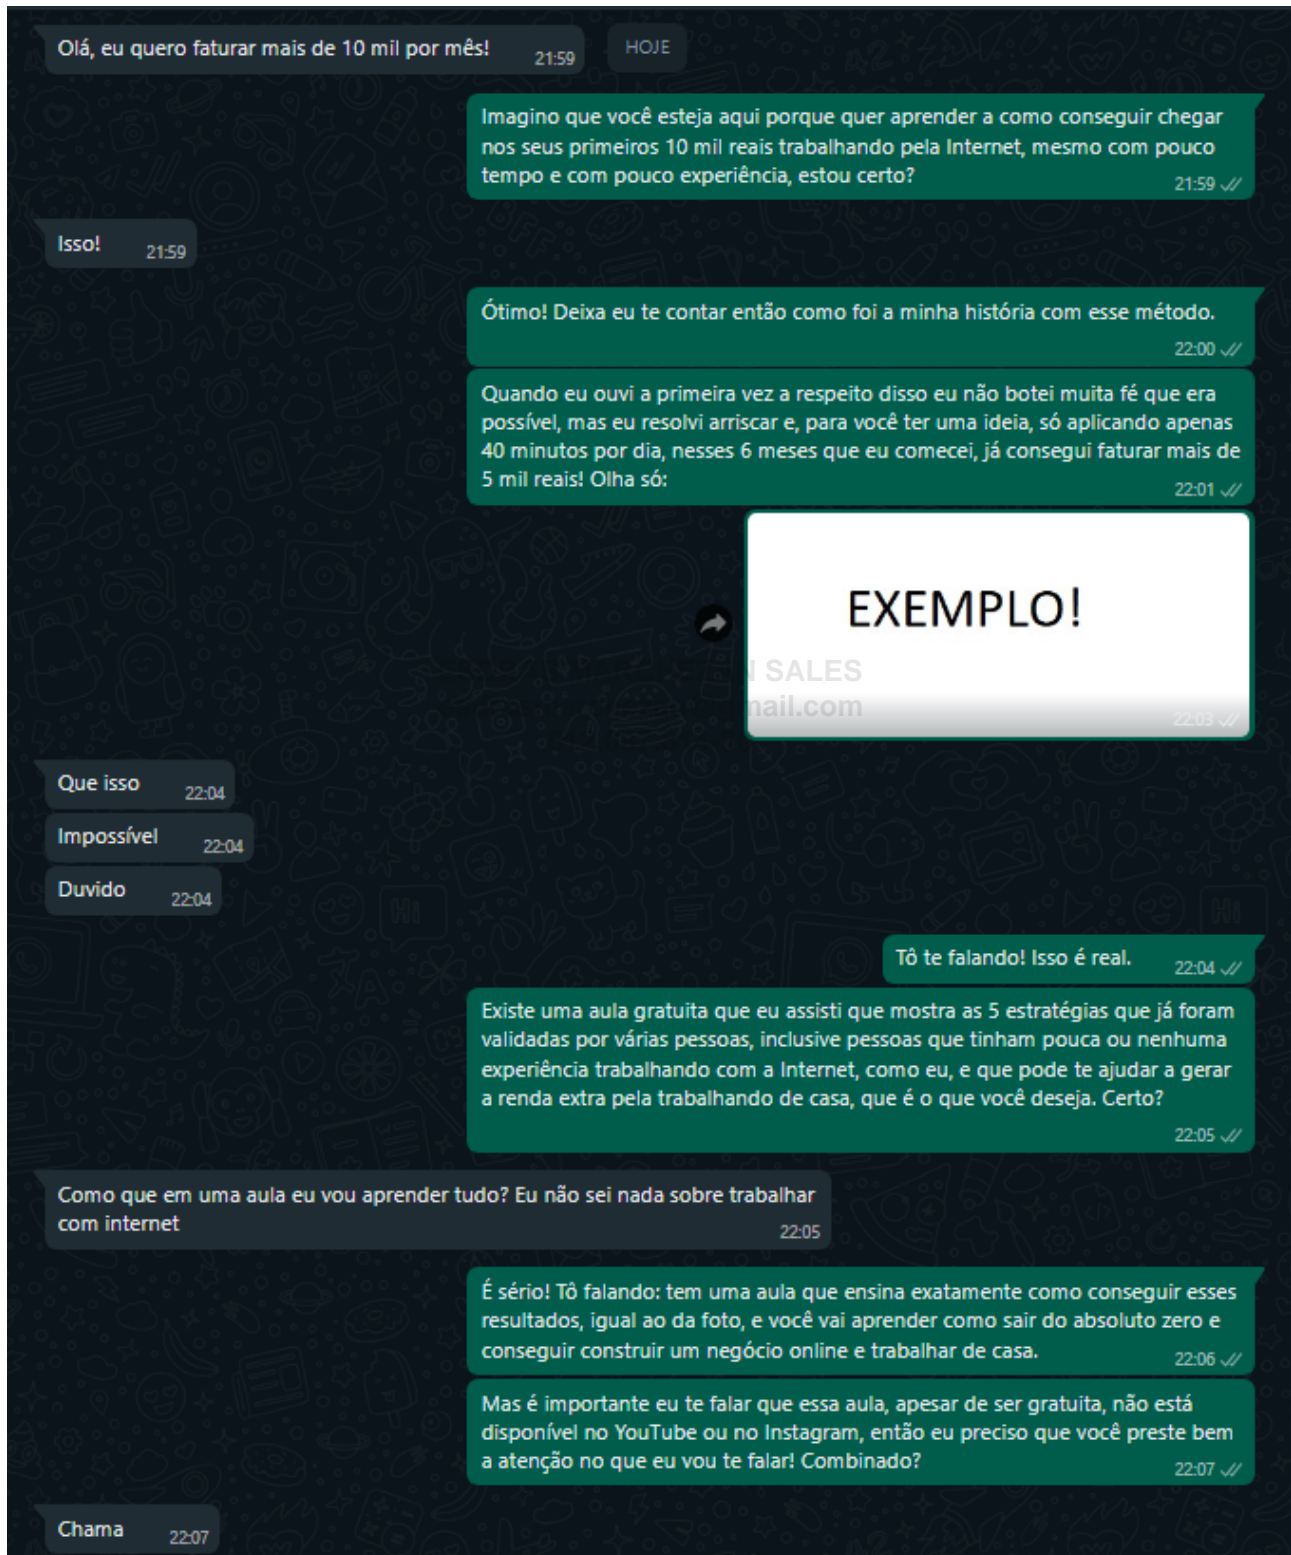 Olá, eu quero faturar mais de 10 mil por mês!
21:59
HOJE
Imagino que você esteja aqui porque quer aprender a como conseguir chegar
nos seus primeiros 10 mil reais trabalhando pela Internet, mesmo com pouco
tempo e com pouco experiência, estou certo?
21:59
Isso!
21:59
Ótimo! Deixa eu te contar então como foi a minha história com esse método.
22:00
Quando eu ouvi a primeira vez a respeito disso eu não botei muita fé que era
possível, mas eu resolvi arriscar e, para você ter uma ideia, só aplicando apenas
40 minutos por dia, nesses 6 meses que eu comecei, já consegui faturar mais de
5 mil reais! Olha só:
22:01
EXEMPLO!
SALES
mail.com
22:03
Que isso
22:04
Impossível
22:04
Duvido
22:04
Tô te falando! Isso é real.
22:04
Existe uma aula gratuita que eu assisti que mostra as 5 estratégias que já foram
validadas por várias pessoas, inclusive pessoas que tinham pouca ou nenhuma
experiência trabalhando com a Internet, como eu, e que pode te ajudar a gerar
a renda extra pela trabalhando de casa, que é o que você deseja. Certo?
22:05
Como que em uma aula eu vou aprender tudo? Eu não sei nada sobre trabalhar
com internet
22:05
É sério! Tô falando: tem uma aula que ensina exatamente como conseguir esses
resultados, igual ao da foto, e você vai aprender como sair do absoluto zero e
conseguir construir um negócio online e trabalhar de casa.
22:06
Mas é importante eu te falar que essa aula, apesar de ser gratuita, não está
disponível no YouTube ou no Instagram, então eu preciso que você preste bem
a atenção no que eu vou te falar! Combinado?
22:07
Chama
22:07